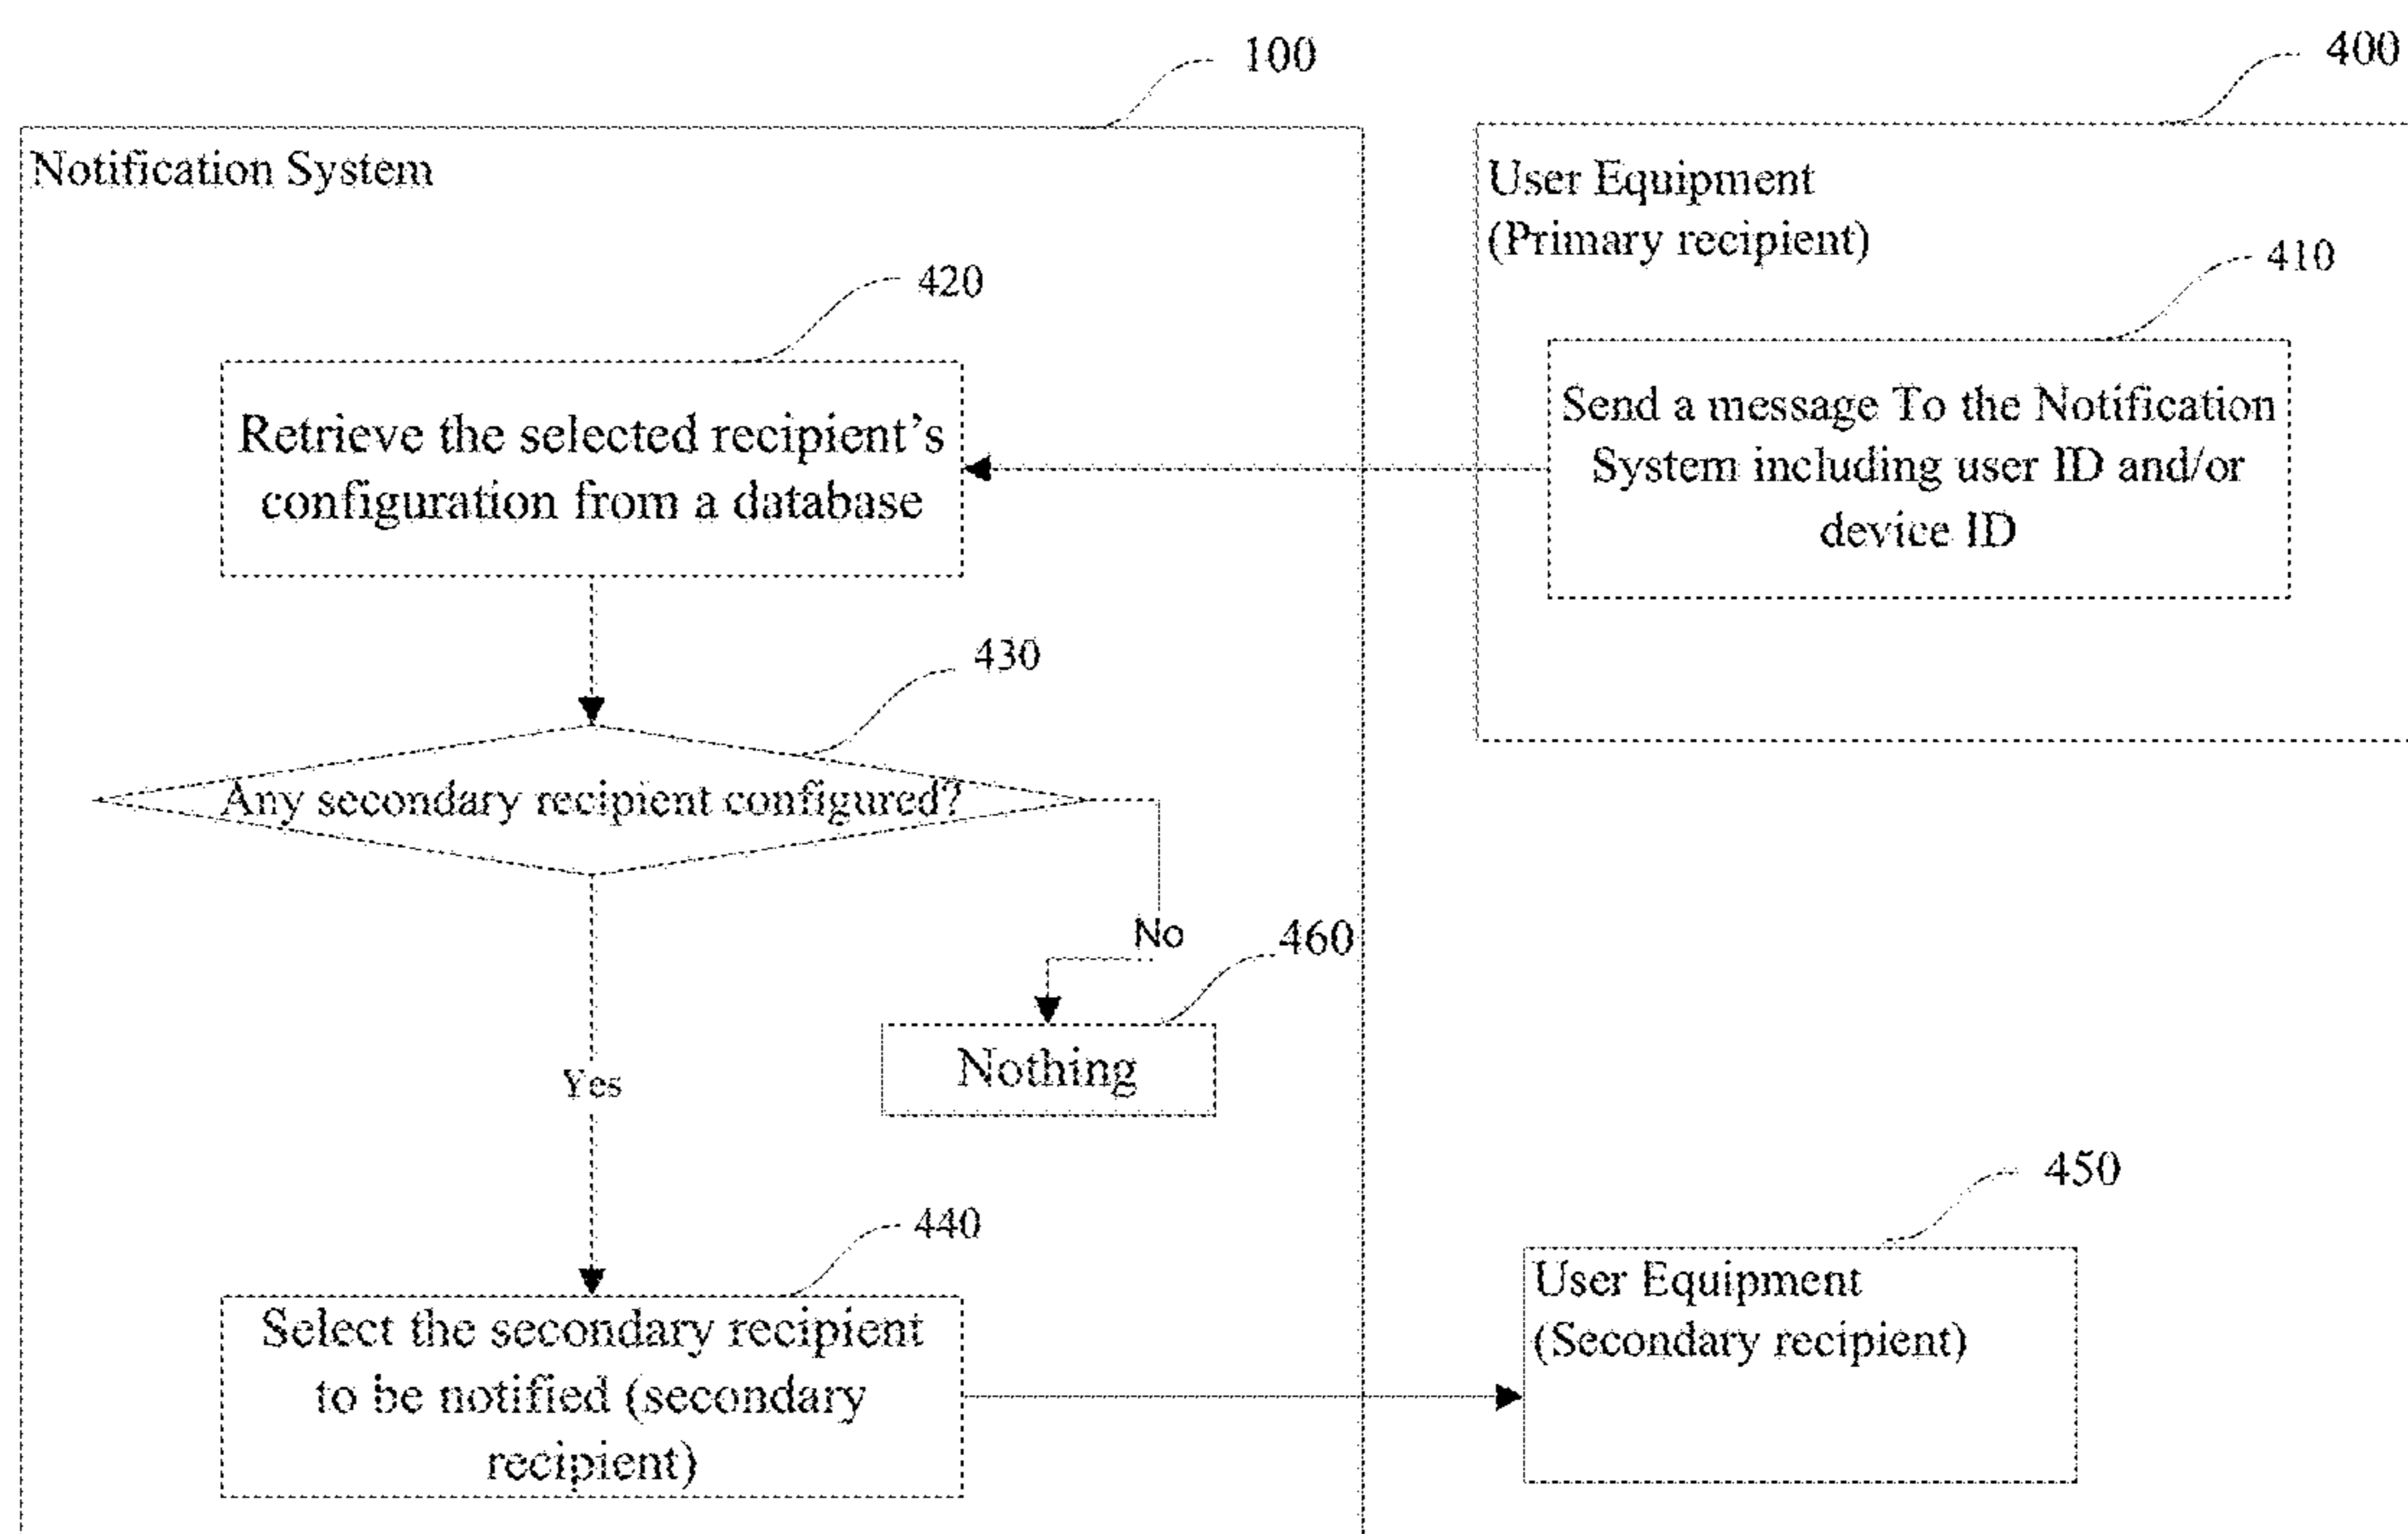 100
400
Notification System
User Equipment
(Primary recipient)
410
420
Send a message To the Notification
System including user ID and/or
device ID
Retrieve the selected recipient's
configuration from a database
430
Any secondary recipient configured?
No
460
Nothing
Yes
450
440
User Equipment
(Secondary recipient)
Select the secondary recipient
to be notified (secondary
recipient)